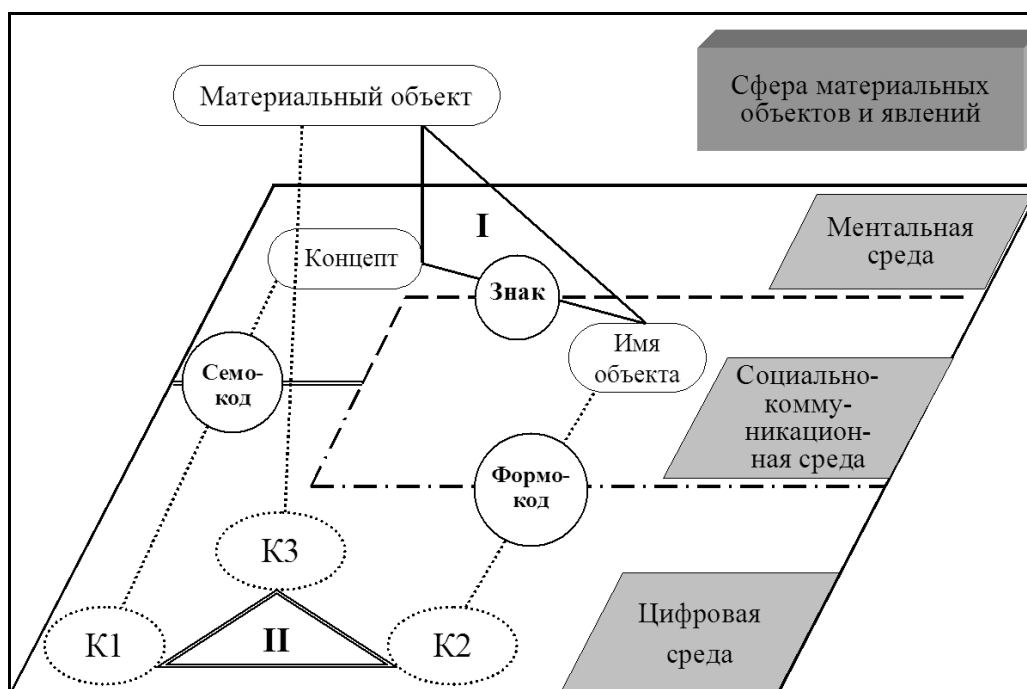 Сфера материальных
объектов и явлений
Материальный объект
I
Ментальная
среда
Концепт
Знак
Имя
объекта
Семо-
код
Социально-
комму-
никацион-
ная среда
Формо-
код
К3
К1
II
К2
Цифровая
среда